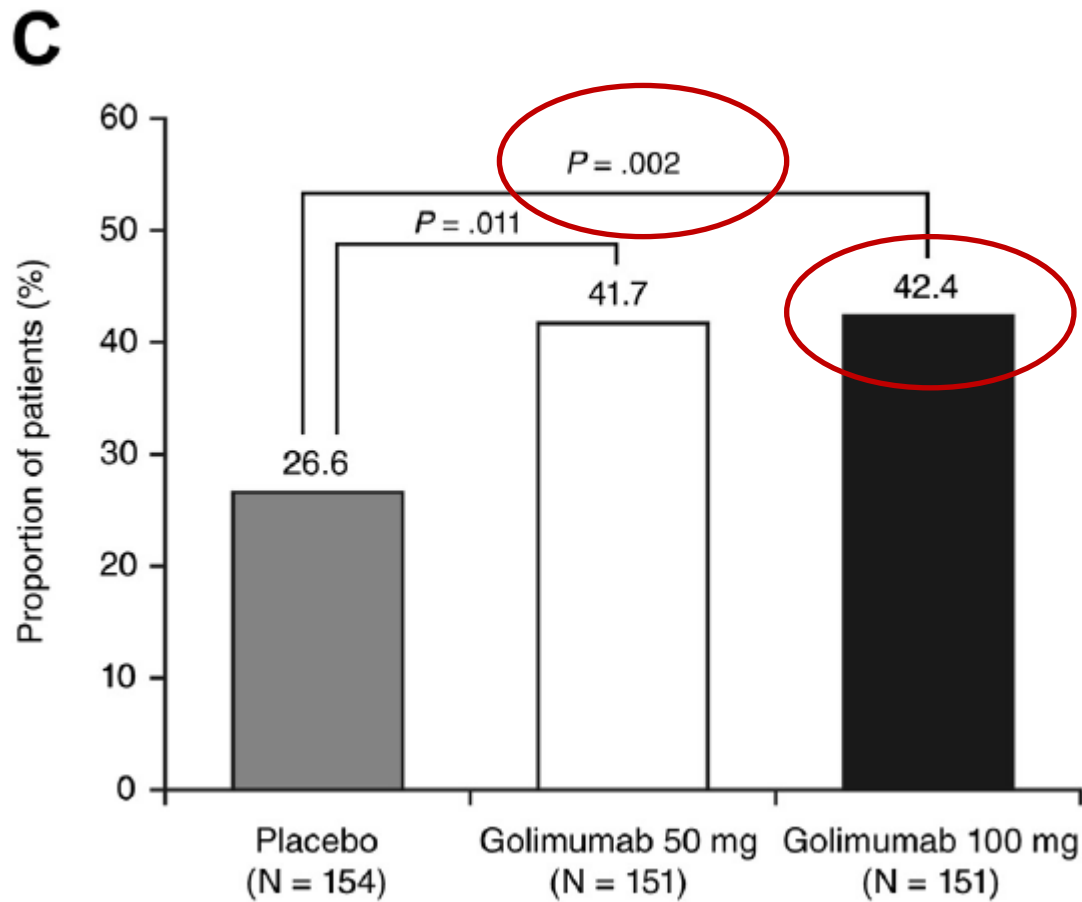 C
60
P = .002
50
P = .011
42.4
41.7
40
Proportion of patients (%)
30
26.6
20
10
0
Placebo
(N = 154)
Golimumab 50 mg
(N = 151)
Golimumab 100 mg
(N = 151)